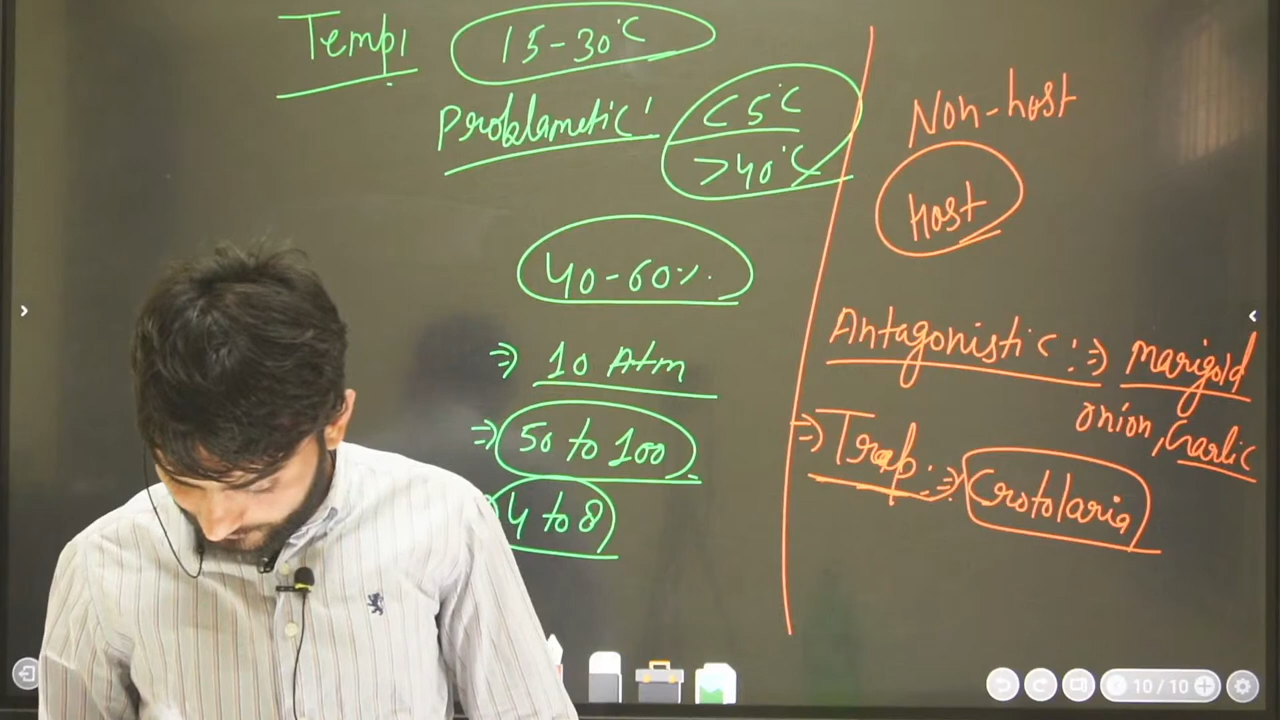 Temp 15-30°C
Problametic < 5°C
>40°C
40-60%
⇒ 10 Atm
⇒ 50 to 100
4 to 8
Non-host
host
Antagonistic :⇒ Marigold
onion, Garlic
⇒ Trap :⇒ Crotolaria
10/10